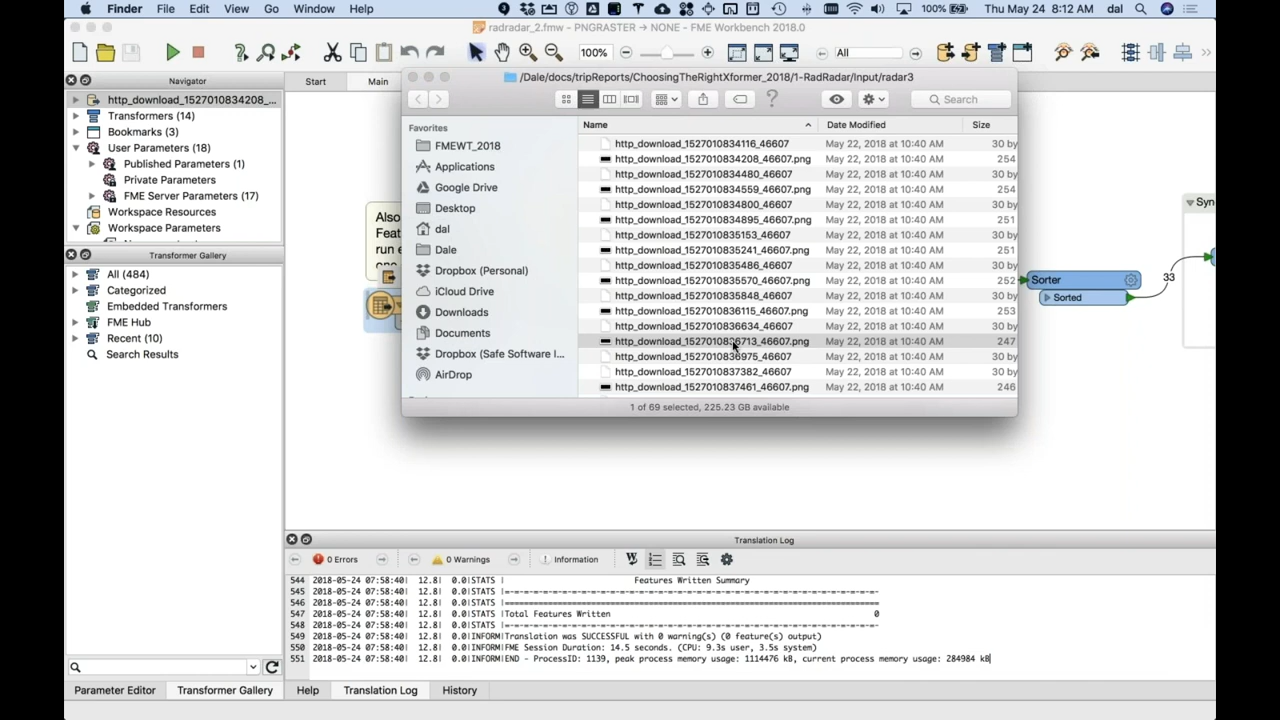 Finder File Edit View Go Window Help 100% Thu May 24 8:12 AM dal
radradar_2.fmw - PNGRASTER → NONE - FME Workbench 2018.0
100% All
Navigator
Start Main
http_download_1527010834208_...
Transformers (14)
Bookmarks (3)
User Parameters (18)
Published Parameters (1)
Private Parameters
FME Server Parameters (17)
Workspace Resources
Workspace Parameters
Transformer Gallery
All (484)
Categorized
Embedded Transformers
FME Hub
Recent (10)
Search Results
Parameter Editor Transformer Gallery
Also
Feat
run e
/Dale/docs/tripReports/ChoosingTheRightXformer_2018/1-RadRadar/Input/radar3
Search
Favorites
FMEWT_2018
Applications
Google Drive
Desktop
dal
Dale
Dropbox (Personal)
iCloud Drive
Downloads
Documents
Dropbox (Safe Software I...
AirDrop
Name Date Modified Size
http_download_1527010834116_46607 May 22, 2018 at 10:40 AM 30 by
http_download_1527010834208_46607.png May 22, 2018 at 10:40 AM 254
http_download_1527010834480_46607 May 22, 2018 at 10:40 AM 30 by
http_download_1527010834559_46607.png May 22, 2018 at 10:40 AM 254
http_download_1527010834800_46607 May 22, 2018 at 10:40 AM 30 by
http_download_1527010834895_46607.png May 22, 2018 at 10:40 AM 251
http_download_1527010835153_46607 May 22, 2018 at 10:40 AM 30 by
http_download_1527010835241_46607.png May 22, 2018 at 10:40 AM 251
http_download_1527010835486_46607 May 22, 2018 at 10:40 AM 30 by
http_download_1527010835570_46607.png May 22, 2018 at 10:40 AM 252
http_download_1527010835848_46607 May 22, 2018 at 10:40 AM 30 by
http_download_1527010836115_46607.png May 22, 2018 at 10:40 AM 253
http_download_1527010836634_46607 May 22, 2018 at 10:40 AM 30 by
http_download_1527010836713_46607.png May 22, 2018 at 10:40 AM 247
http_download_1527010836975_46607 May 22, 2018 at 10:40 AM 30 by
http_download_1527010837382_46607 May 22, 2018 at 10:40 AM 30 by
http_download_1527010837461_46607.png May 22, 2018 at 10:40 AM 246
1 of 69 selected, 225.23 GB available
Sorter
Sorted
33
Syn
Translation Log
0 Errors 0 Warnings Information
544 2018-05-24 07:58:40| 12.8| 0.0|STATS | Features Written Summary
545 2018-05-24 07:58:40| 12.8| 0.0|STATS |=-=-=-=-=-=-=-=-=-=-=-=-=-=-=-=-=-=-=-=-=-=-=-=-=-=-=-=-=-=-=-=-=-=-=-=-=-=-
546 2018-05-24 07:58:40| 12.8| 0.0|STATS |==============================================================================
547 2018-05-24 07:58:40| 12.8| 0.0|STATS |Total Features Written 0
548 2018-05-24 07:58:40| 12.8| 0.0|STATS |=-=-=-=-=-=-=-=-=-=-=-=-=-=-=-=-=-=-=-=-=-=-=-=-=-=-=-=-=-=-=-=-=-=-=-=-=-=-
549 2018-05-24 07:58:40| 12.8| 0.0|INFORM|Translation was SUCCESSFUL with 0 warning(s) (0 feature(s) output)
550 2018-05-24 07:58:40| 12.8| 0.0|INFORM|FME Session Duration: 14.5 seconds. (CPU: 9.3s user, 3.5s system)
551 2018-05-24 07:58:40| 12.8| 0.0|INFORM|END - ProcessID: 1139, peak process memory usage: 1114476 kB, current process memory usage: 284984 kB
Help Translation Log History